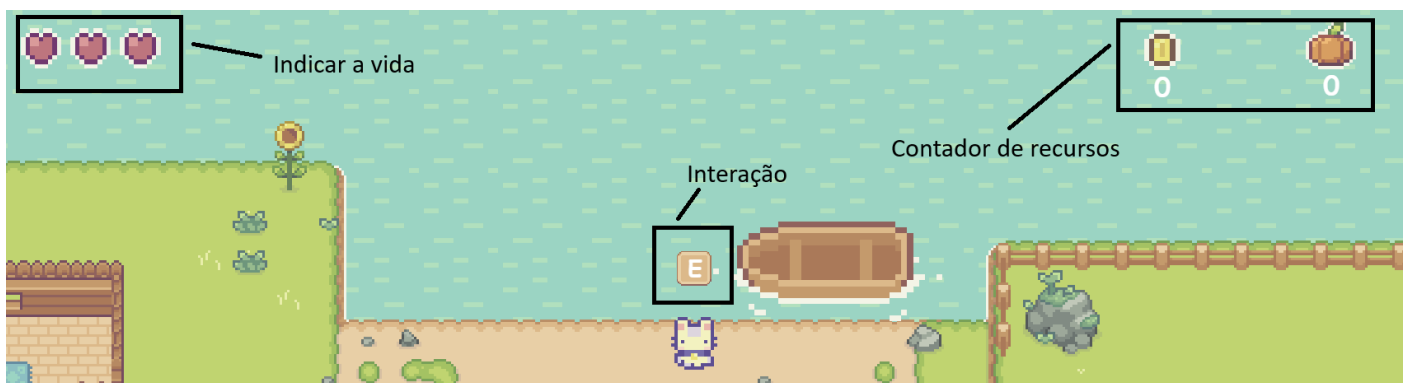 Indicar a vida
0
0
Contador de recursos
Interação
E